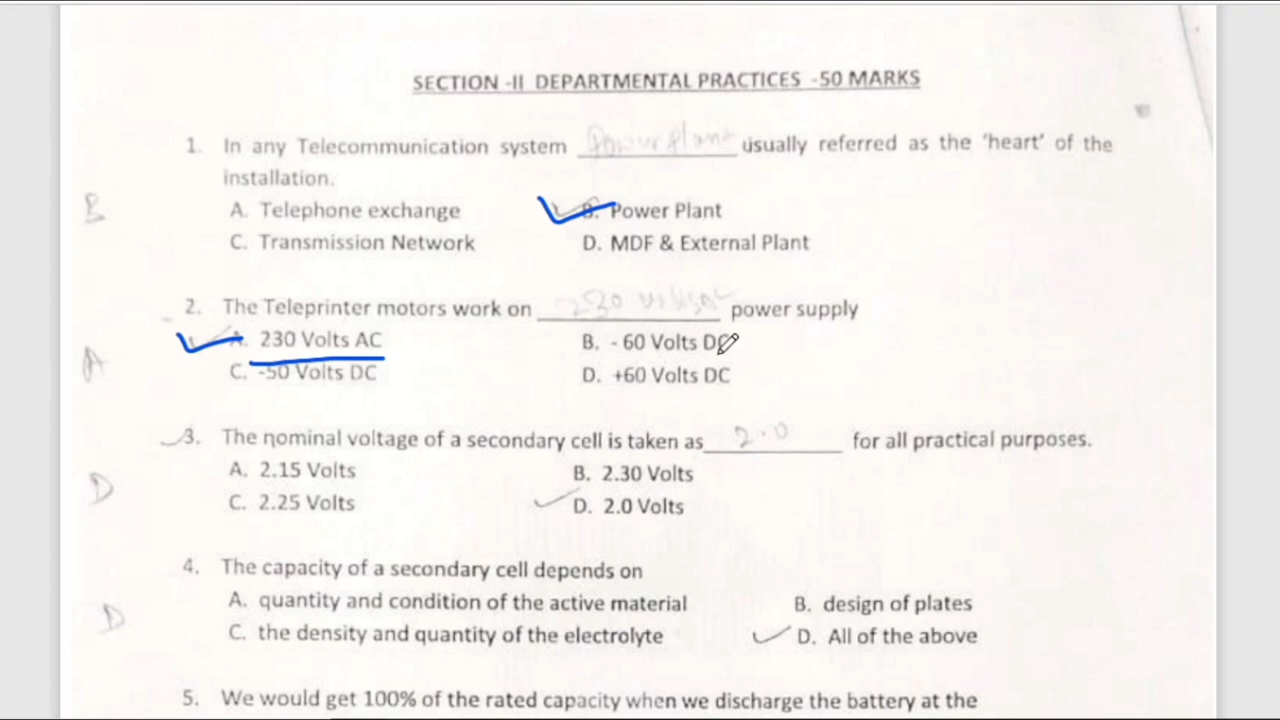 SECTION -II DEPARTMENTAL PRACTICES -50 MARKS
1. In any Telecommunication system Power plant usually referred as the 'heart' of the
installation.
B
A. Telephone exchange B. Power Plant
C. Transmission Network D. MDF & External Plant
2. The Teleprinter motors work on 230 Volts power supply
A. 230 Volts AC B. - 60 Volts DC
A
C. -50 Volts DC D. +60 Volts DC
3. The nominal voltage of a secondary cell is taken as 2.0 for all practical purposes.
A. 2.15 Volts B. 2.30 Volts
D
C. 2.25 Volts D. 2.0 Volts
4. The capacity of a secondary cell depends on
A. quantity and condition of the active material B. design of plates
D
C. the density and quantity of the electrolyte D. All of the above
5. We would get 100% of the rated capacity when we discharge the battery at the